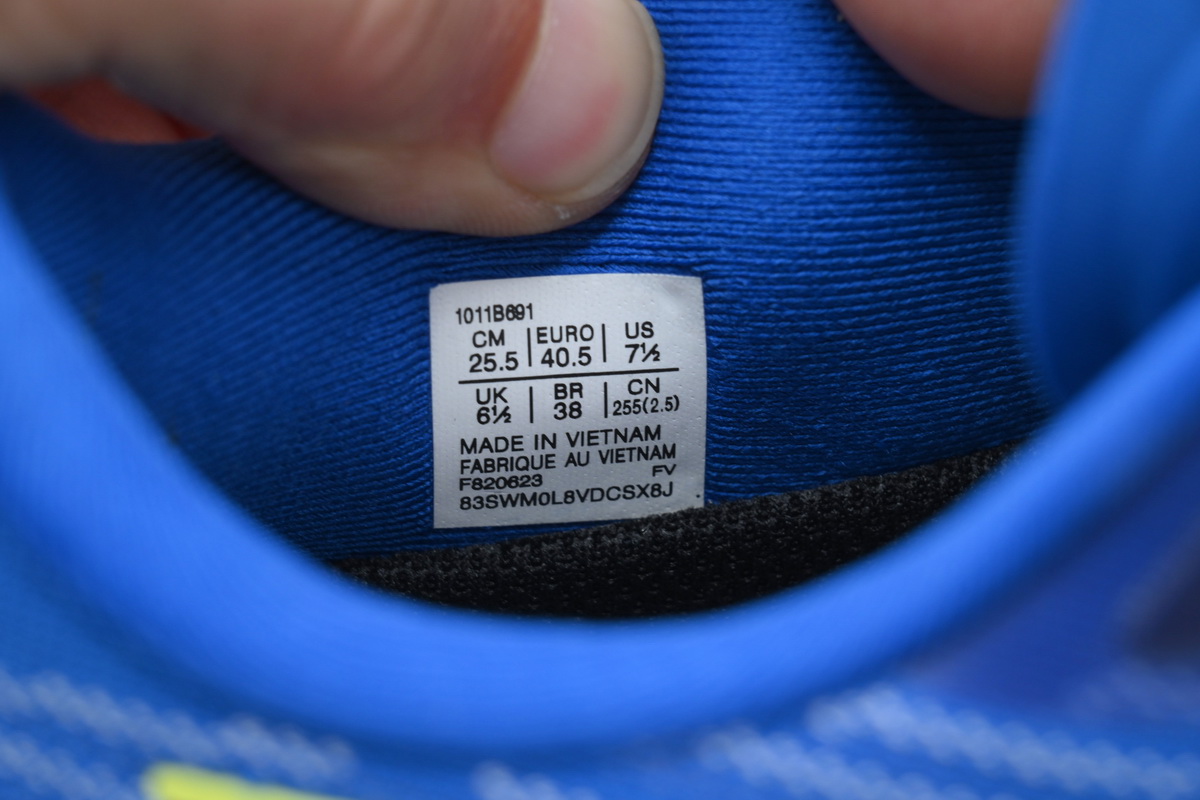 1011B691
CM | EURO | US
25.5 | 40.5 | 7½
UK | BR | CN
6½ | 38 | 255(2.5)
MADE IN VIETNAM
FABRIQUE AU VIETNAM
F820623 FV
83SWM0L8VDCSX8J